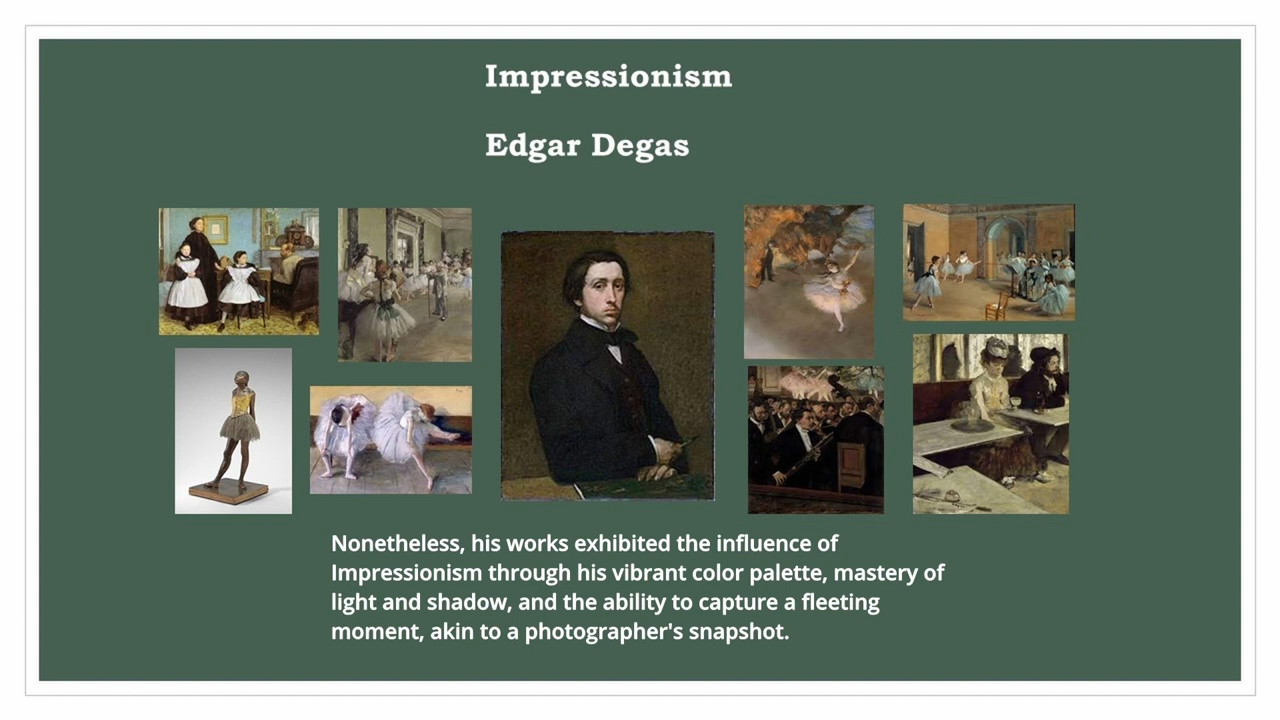 Impressionism
Edgar Degas
Nonetheless, his works exhibited the influence of
Impressionism through his vibrant color palette, mastery of
light and shadow, and the ability to capture a fleeting
moment, akin to a photographer's snapshot.